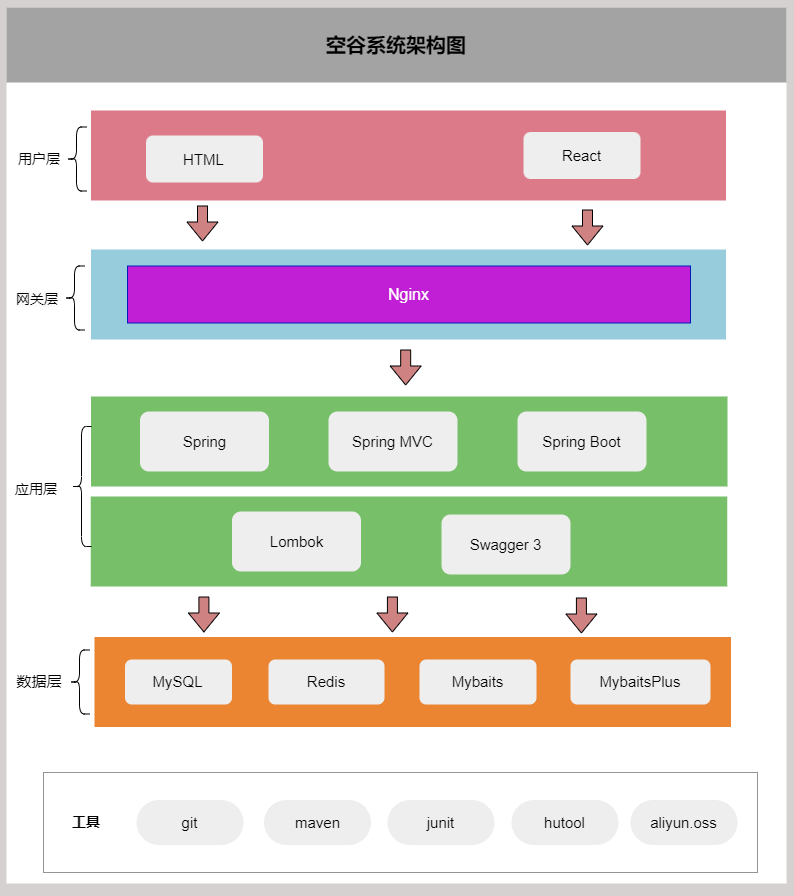 空谷系统架构图
用户层
HTML
React
网关层
Nginx
应用层
Spring
Spring MVC
Spring Boot
Lombok
Swagger 3
数据层
MySQL
Redis
Mybaits
MybaitsPlus
工具
git
maven
junit
hutool
aliyun.oss